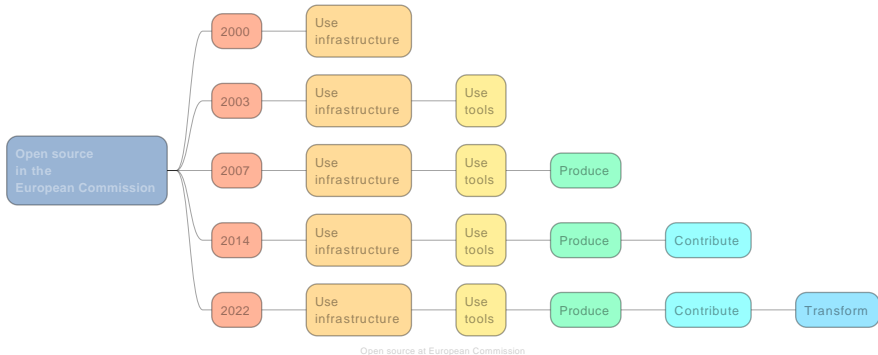 2000
Use
infrastructure
2003
Use
infrastructure
Use
tools
Open source
in the
European Commission
2007
Use
infrastructure
Use
tools
Produce
2014
Use
infrastructure
Use
tools
Produce
Contribute
2022
Use
infrastructure
Use
tools
Produce
Contribute
Transform
Open source at European Commission